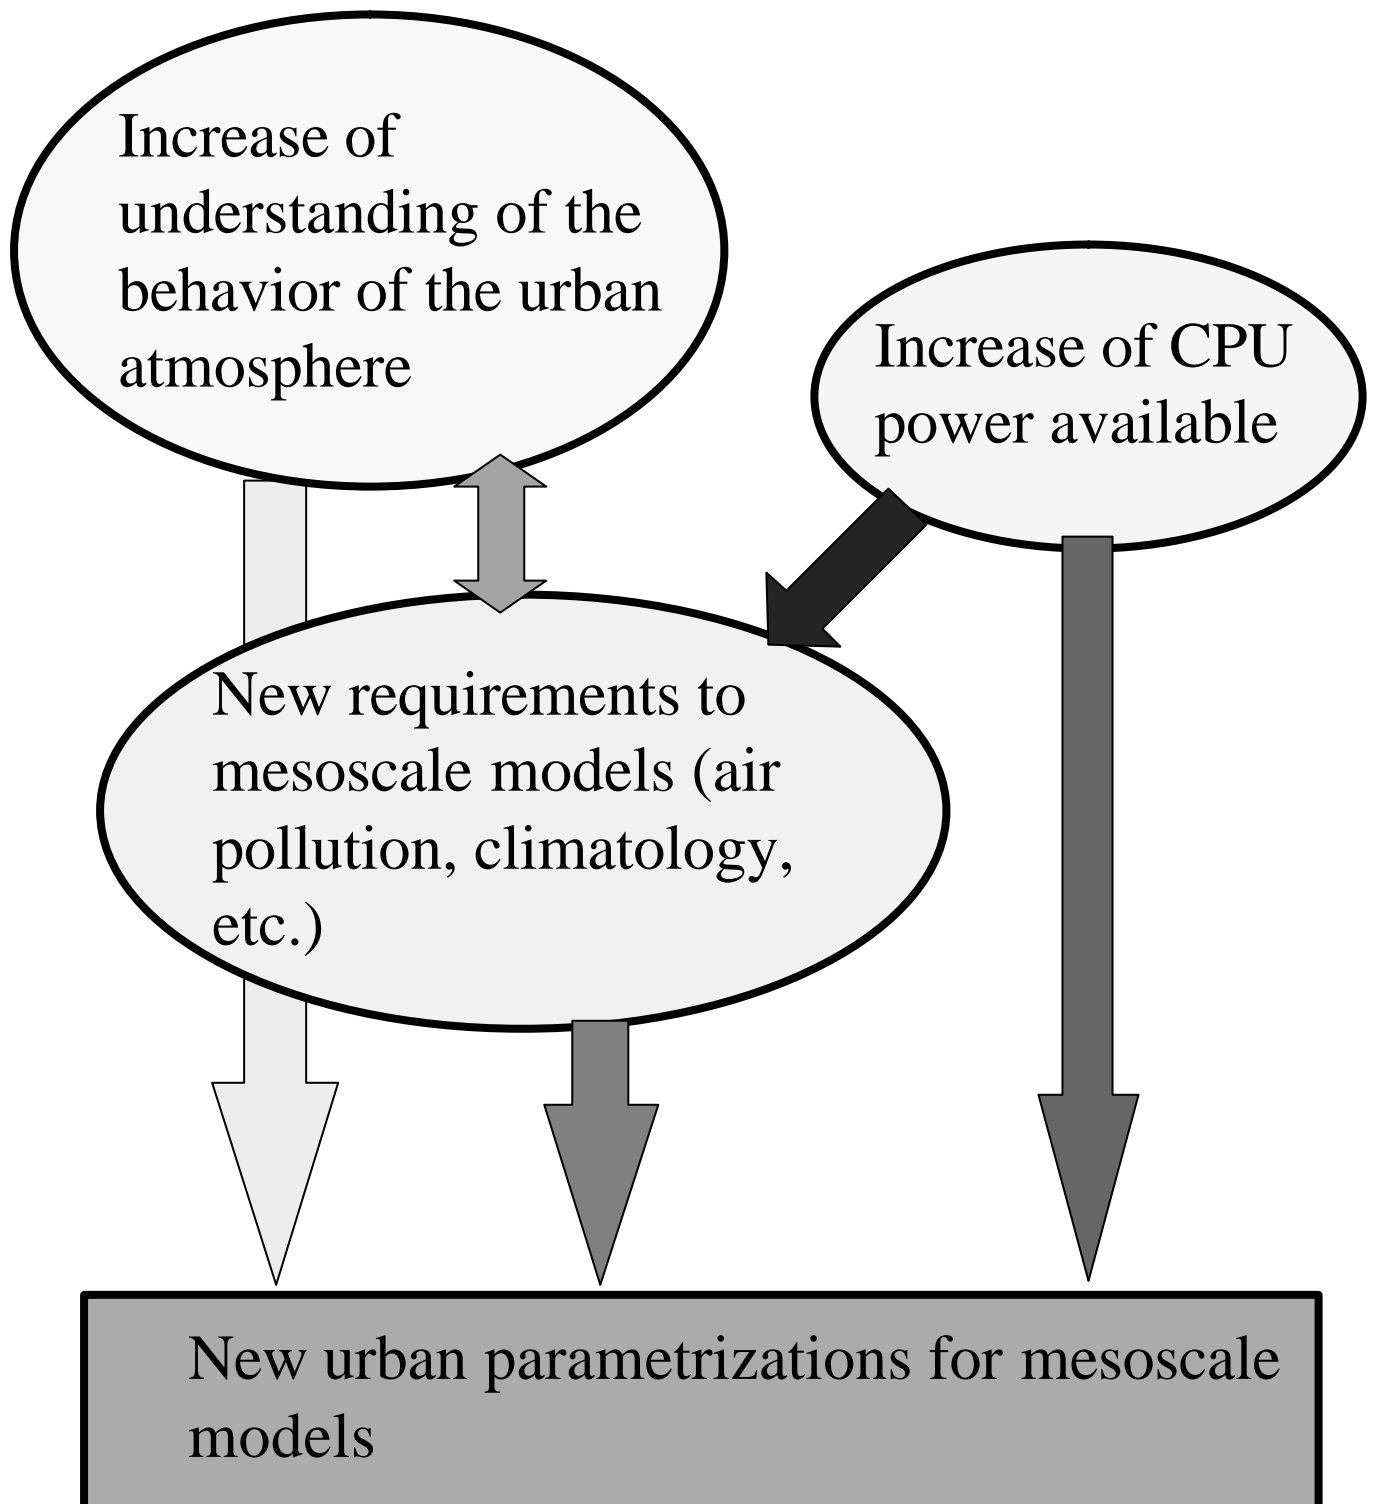 Increase of
understanding of the
behavior of the urban
atmosphere
Increase of CPU
power available
New requirements to
mesoscale models (air
pollution, climatology,
etc.)
New urban parametrizations for mesoscale
models